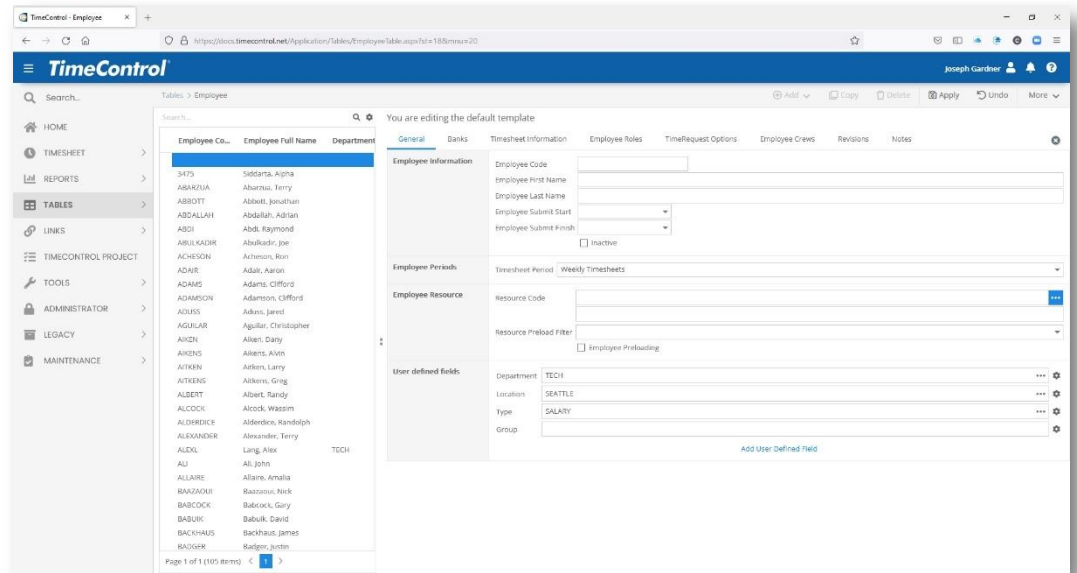 TimeControl - Employee
https://docs.timecontrol.net/Application/Tables/EmployeeTable.aspx?st=18&mnu=20
TimeControl
Joseph Gardner
Search...
HOME
TIMESHEET
REPORTS
TABLES
LINKS
TIMECONTROL PROJECT
TOOLS
ADMINISTRATOR
LEGACY
MAINTENANCE
Tables > Employee
Add
Copy
Delete
Apply
Undo
More
Search...
Employee Co... Employee Full Name Department
3475 Siddarta, Alpha
ABARZUA Abarzua, Terry
ABBOTT Abbott, Jonathan
ABDALLAH Abdallah, Adrian
ABDI Abdi, Raymond
ABULKADIR Abulkadir, Joe
ACHESON Acheson, Ron
ADAIR Adair, Aaron
ADAMS Adams, Clifford
ADAMSON Adamson, Clifford
ADUSS Aduss, Jared
AGUILAR Aguilar, Christopher
AIKEN Aiken, Dany
AIKENS Aikens, Alvin
AITKEN Aitken, Larry
AITKENS Aitkens, Greg
ALBERT Albert, Randy
ALCOCK Alcock, Wassim
ALDERDICE Alderdice, Randolph
ALEXANDER Alexander, Terry
ALEXL Lang, Alex TECH
ALI Ali, John
ALLAIRE Allaire, Amalia
BAAZAOUI Baazaoui, Nick
BABCOCK Babcock, Gary
BABUIK Babuik, David
BACKHAUS Backhaus, James
BADGER Badger, Justin
Page 1 of 1 (105 items) < 1 >
You are editing the default template
General Banks Timesheet Information Employee Roles TimeRequest Options Employee Crews Revisions Notes
Employee Information
Employee Code
Employee First Name
Employee Last Name
Employee Submit Start
Employee Submit Finish
Inactive
Employee Periods
Timesheet Period Weekly Timesheets
Employee Resource
Resource Code
Resource Preload Filter
Employee Preloading
User defined fields
Department TECH
Location SEATTLE
Type SALARY
Group
Add User Defined Field